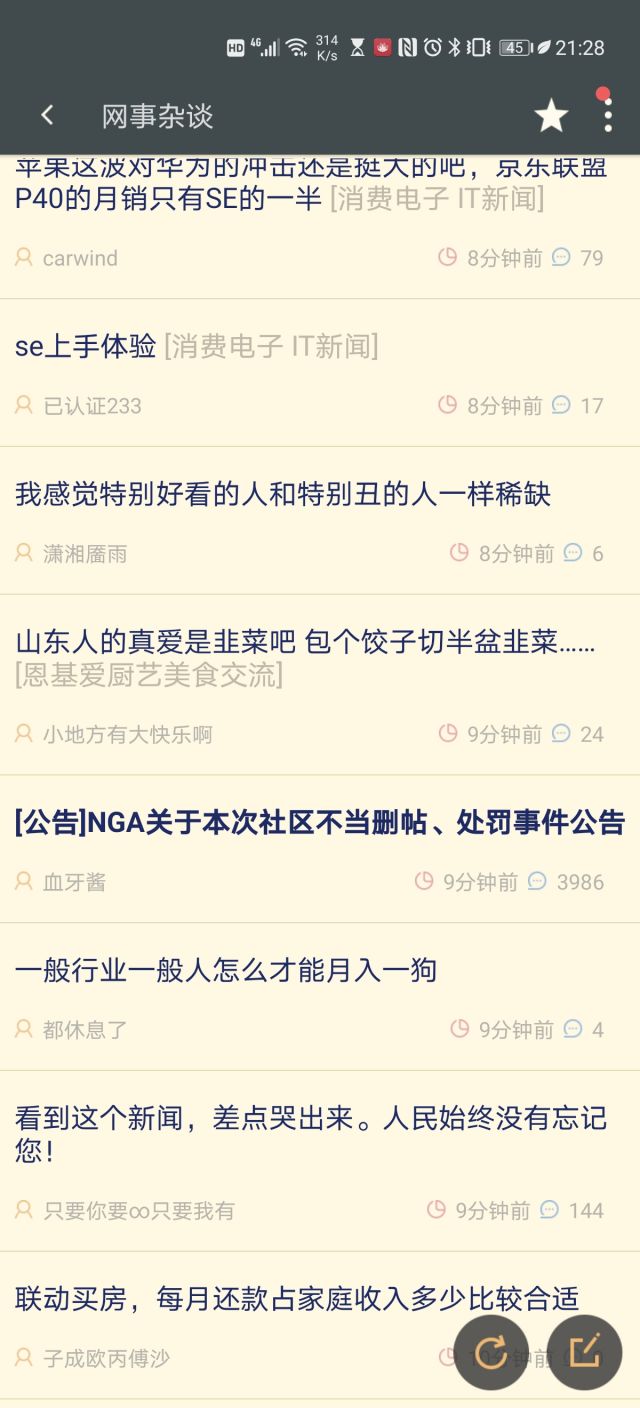 HD 4G 314 K/s 45 21:28
网事杂谈
苹果这波对华为的冲击还是挺大的吧，京东联盟
P40的月销只有SE的一半 [消费电子 IT新闻]
carwind 8分钟前 79
se上手体验 [消费电子 IT新闻]
已认证233 8分钟前 17
我感觉特别好看的人和特别丑的人一样稀缺
潇湘靥雨 8分钟前 6
山东人的真爱是韭菜吧 包个饺子切半盆韭菜……
[恩基爱厨艺美食交流]
小地方有大快乐啊 9分钟前 24
[公告]NGA关于本次社区不当删帖、处罚事件公告
血牙酱 9分钟前 3986
一般行业一般人怎么才能月入一狗
都休息了 9分钟前 4
看到这个新闻，差点哭出来。人民始终没有忘记
您！
只要你要∞只要我有 9分钟前 144
联动买房，每月还款占家庭收入多少比较合适
子成欧丙傅沙 10分钟前